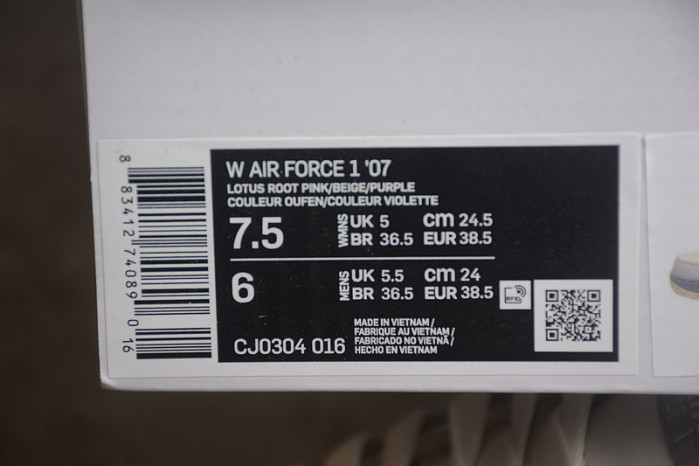 8 83412 74089 0 16
W AIR FORCE 1 '07
LOTUS ROOT PINK/BEIGE/PURPLE
COULEUR OUFEN/COULEUR VIOLETTE
7.5 WMNS UK 5 cm 24.5
BR 36.5 EUR 38.5
6 MENS UK 5.5 cm 24
BR 36.5 EUR 38.5
RFID
CJ0304 016
MADE IN VIETNAM/
FABRIQUE AU VIETNAM/
FABRICADO NO VIETNÃ/
HECHO EN VIETNAM